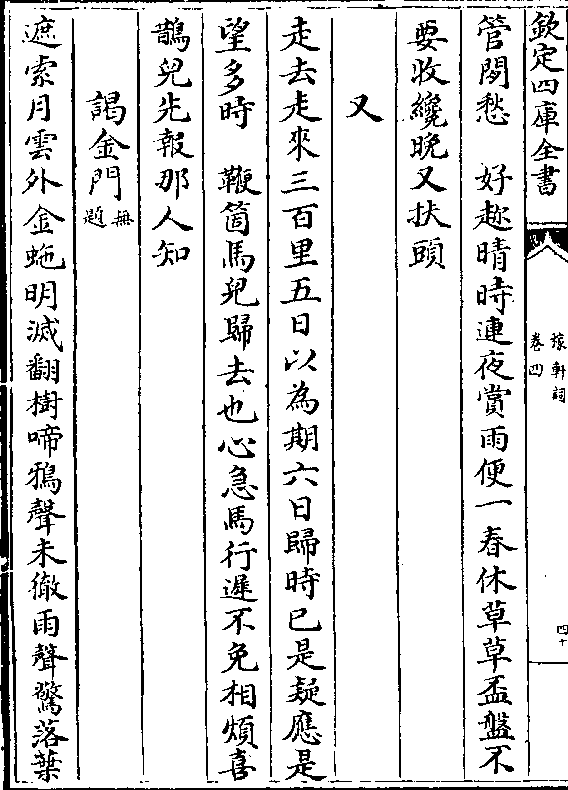 欽定四庫全書
稼軒詞
卷四
四十
管閒愁　好趂晴時連夜賞雨便一春休草草盃盤不
要收纔晩又扶頭
又
走去走來三百里五日以為期六日歸時已是疑應是
望多時　鞭箇馬兒歸去也心急馬行遲不免相煩喜
鵲兒先報那人知
謁金門無題
遮索月雲外金虵明滅翻樹啼鴉聲未徹雨聲驚落葉